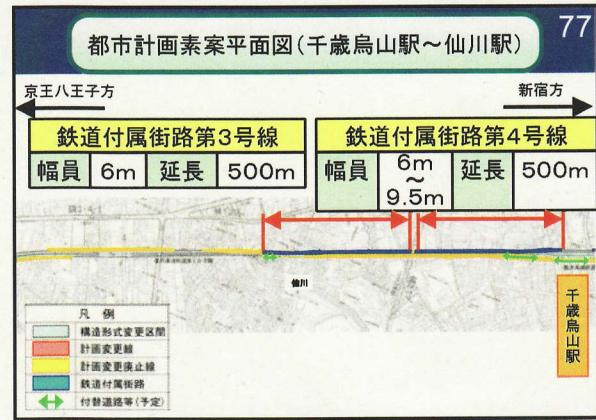 都市計画素案平面図(千歳烏山駅～仙川駅)
77
京王八王子方
新宿方
鉄道付属街路第3号線
幅員 6m 延長 500m
鉄道付属街路第4号線
幅員 6m～9.5m 延長 500m
仙川
千歳烏山駅
凡例
構造形式変更区間
計画変更線
計画変更廃止線
鉄道付属街路
付替道路等(予定)